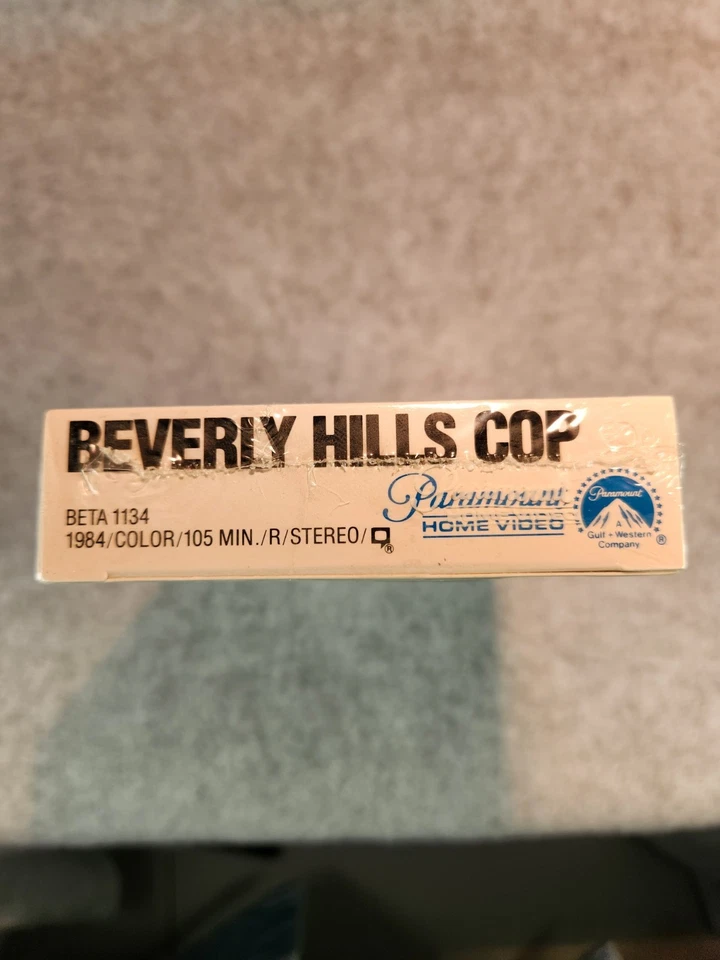 BEVERLY HILLS COP
BETA 1134
1984/COLOR/105 MIN./R/STEREO/
®
Paramount
HOME VIDEO
Paramount
A
Gulf + Western
Company
®